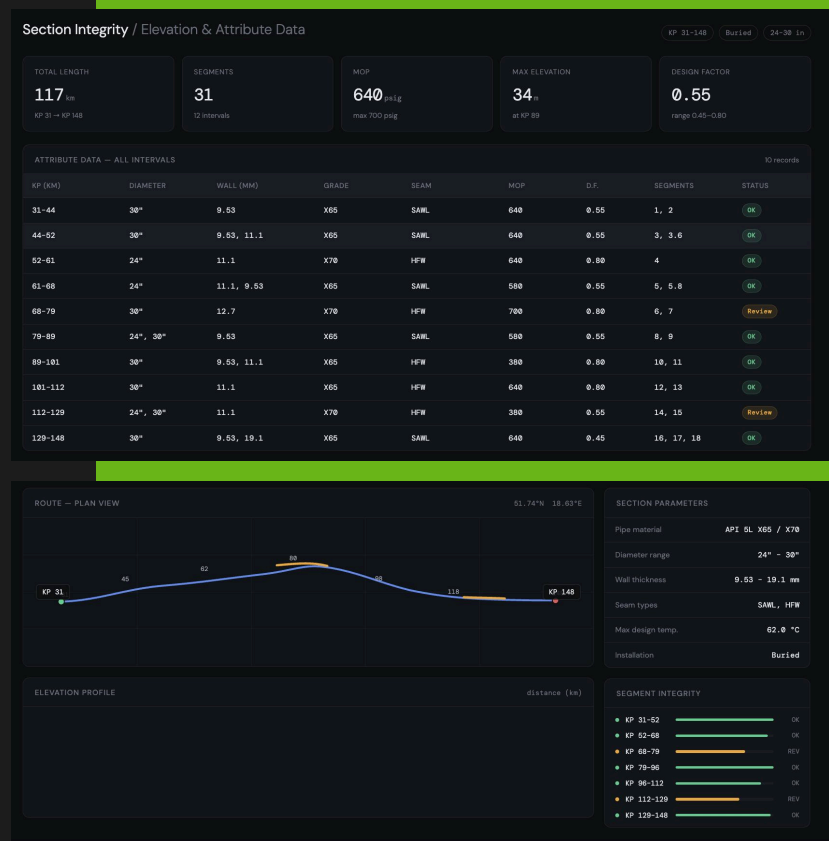 Section Integrity / Elevation & Attribute Data
KP 31-148 Buried 24-30 in
TOTAL LENGTH SEGMENTS MOP MAX ELEVATION DESIGN FACTOR
117 km 31 640 psig 34 m 0.55
KP 31 → KP 148 12 intervals max 700 psig at KP 89 range 0.45-0.80
ATTRIBUTE DATA — ALL INTERVALS 10 records
KP (KM) DIAMETER WALL (MM) GRADE SEAM MOP D.F. SEGMENTS STATUS
31-44 30" 9.53 X65 SAWL 640 0.55 1, 2 OK
44-52 30" 9.53, 11.1 X65 SAWL 640 0.55 3, 3.6 OK
52-61 24" 11.1 X70 HFW 640 0.80 4 OK
61-68 24" 11.1, 9.53 X65 SAWL 580 0.55 5, 5.8 OK
68-79 30" 12.7 X70 HFW 700 0.80 6, 7 Review
79-89 24", 30" 9.53 X65 SAWL 580 0.55 8, 9 OK
89-101 30" 9.53, 11.1 X65 HFW 380 0.80 10, 11 OK
101-112 30" 11.1 X65 HFW 640 0.80 12, 13 OK
112-129 24", 30" 11.1 X70 HFW 380 0.55 14, 15 Review
129-148 30" 9.53, 19.1 X65 SAWL 640 0.45 16, 17, 18 OK
ROUTE — PLAN VIEW 51.74°N 18.63°E
KP 31
45
62
80
98
118
KP 148
SECTION PARAMETERS
Pipe material API 5L X65 / X70
Diameter range 24" - 30"
Wall thickness 9.53 - 19.1 mm
Seam types SAWL, HFW
Max design temp. 62.0 °C
Installation Buried
ELEVATION PROFILE distance (km)
SEGMENT INTEGRITY
KP 31-52 OK
KP 52-68 OK
KP 68-79 REV
KP 79-96 OK
KP 96-112 OK
KP 112-129 REV
KP 129-148 OK